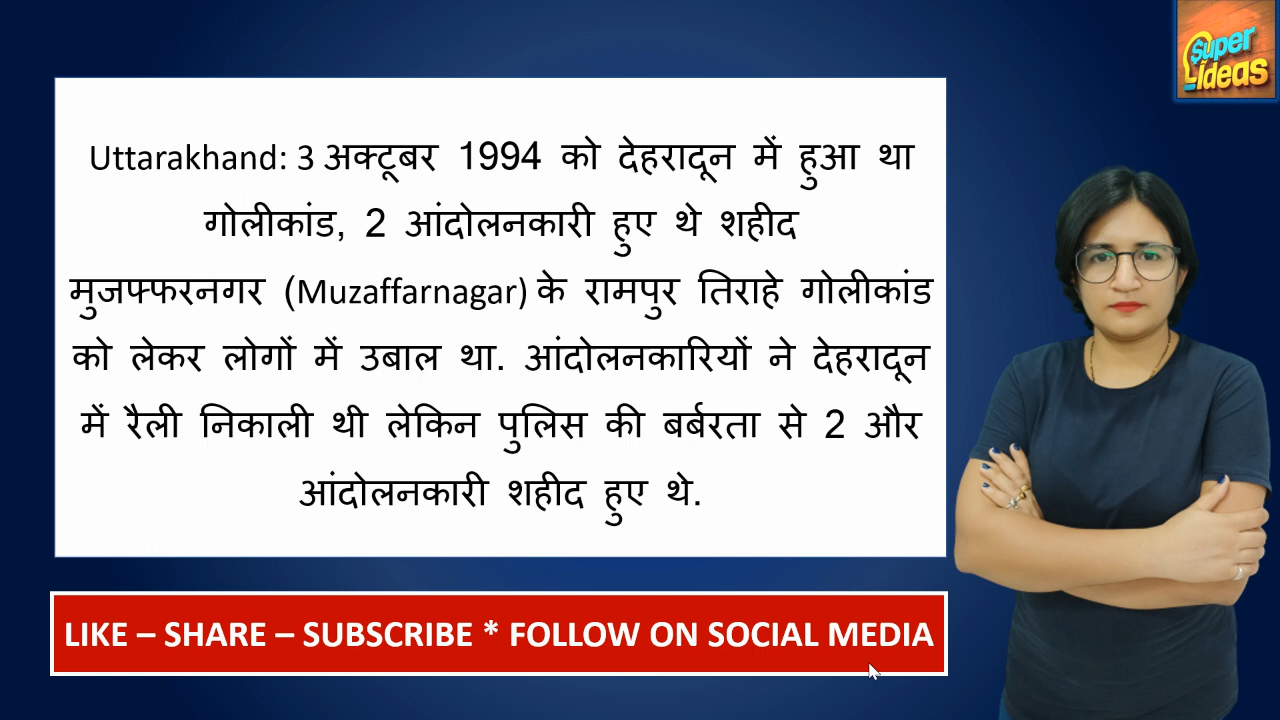 Super
Ideas
Uttarakhand: 3 अक्टूबर 1994 को देहरादून में हुआ था
गोलीकांड, 2 आंदोलनकारी हुए थे शहीद
मुजफ्फरनगर (Muzaffarnagar) के रामपुर तिराहे गोलीकांड
को लेकर लोगों में उबाल था. आंदोलनकारियों ने देहरादून
में रैली निकाली थी लेकिन पुलिस की बर्बरता से 2 और
आंदोलनकारी शहीद हुए थे.
LIKE – SHARE – SUBSCRIBE * FOLLOW ON SOCIAL MEDIA